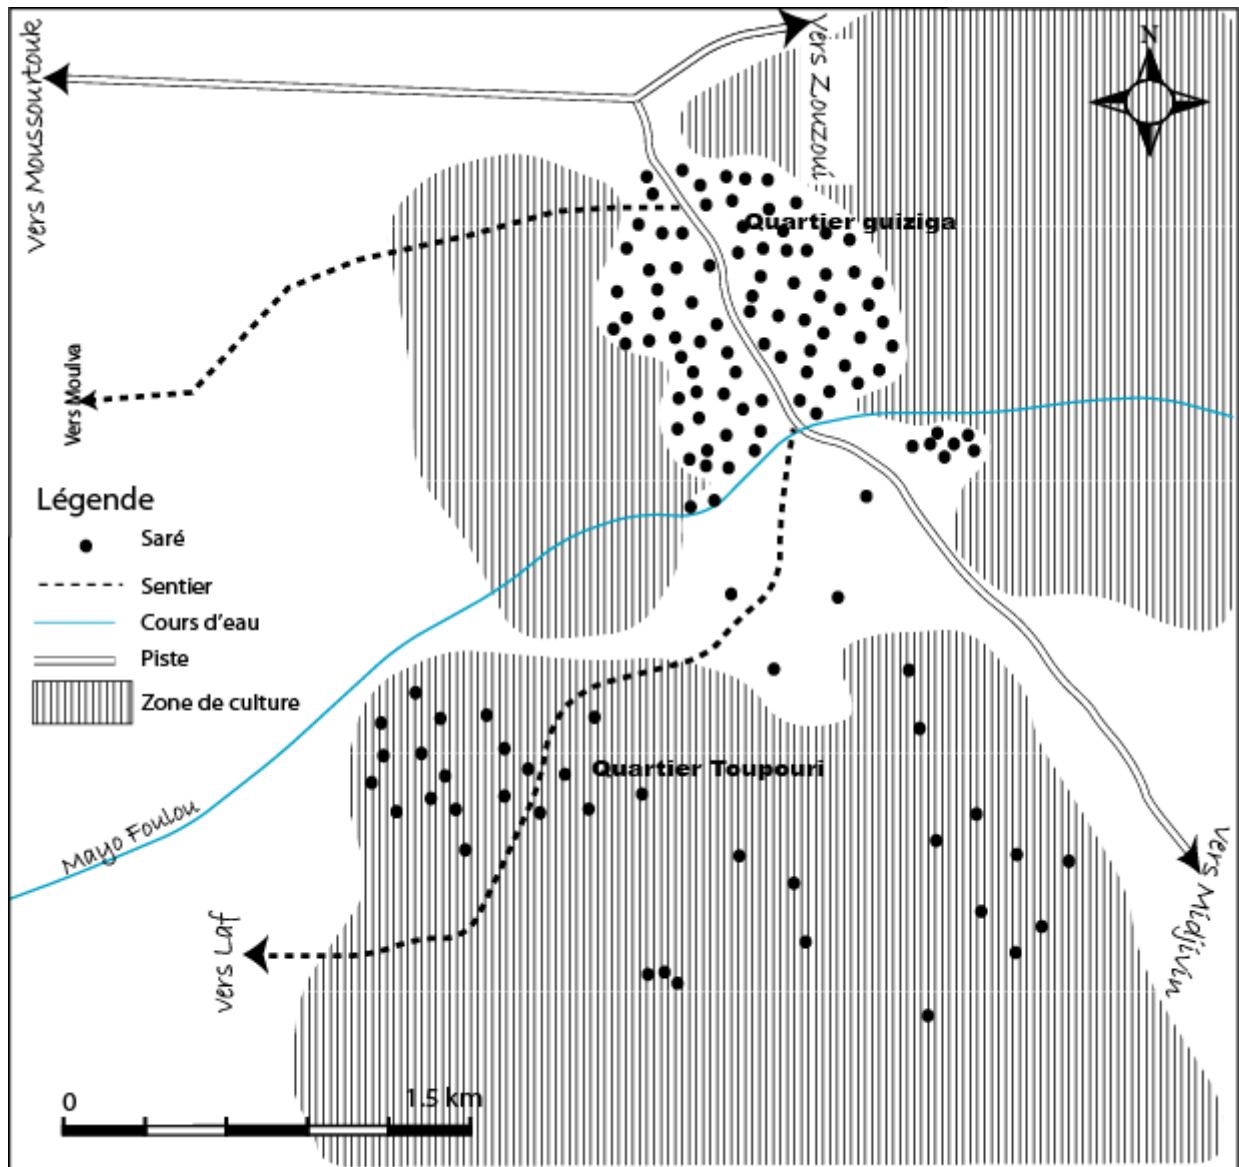 N
vers Moussourtouk
vers Zouzoui
Quartier guiziga
Vers Moulva
Légende
Saré
Sentier
Cours d'eau
Piste
Zone de culture
Quartier Toupouri
Mayo Foulou
vers Laf
vers Midjivin
0
1.5 km